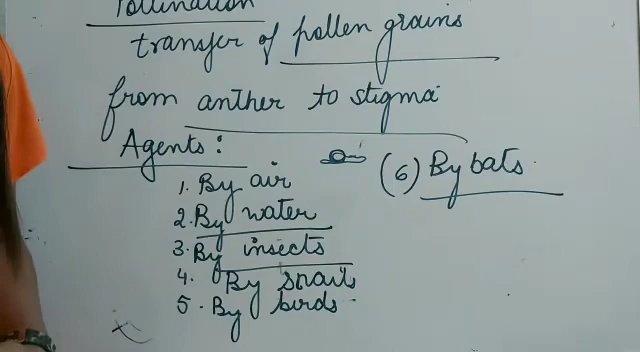 Pollination
transfer of pollen grains
from anther to stigma
Agents:
1. By air
2. By water
3. By insects
4. By snails
5. By birds
(6) By bats.